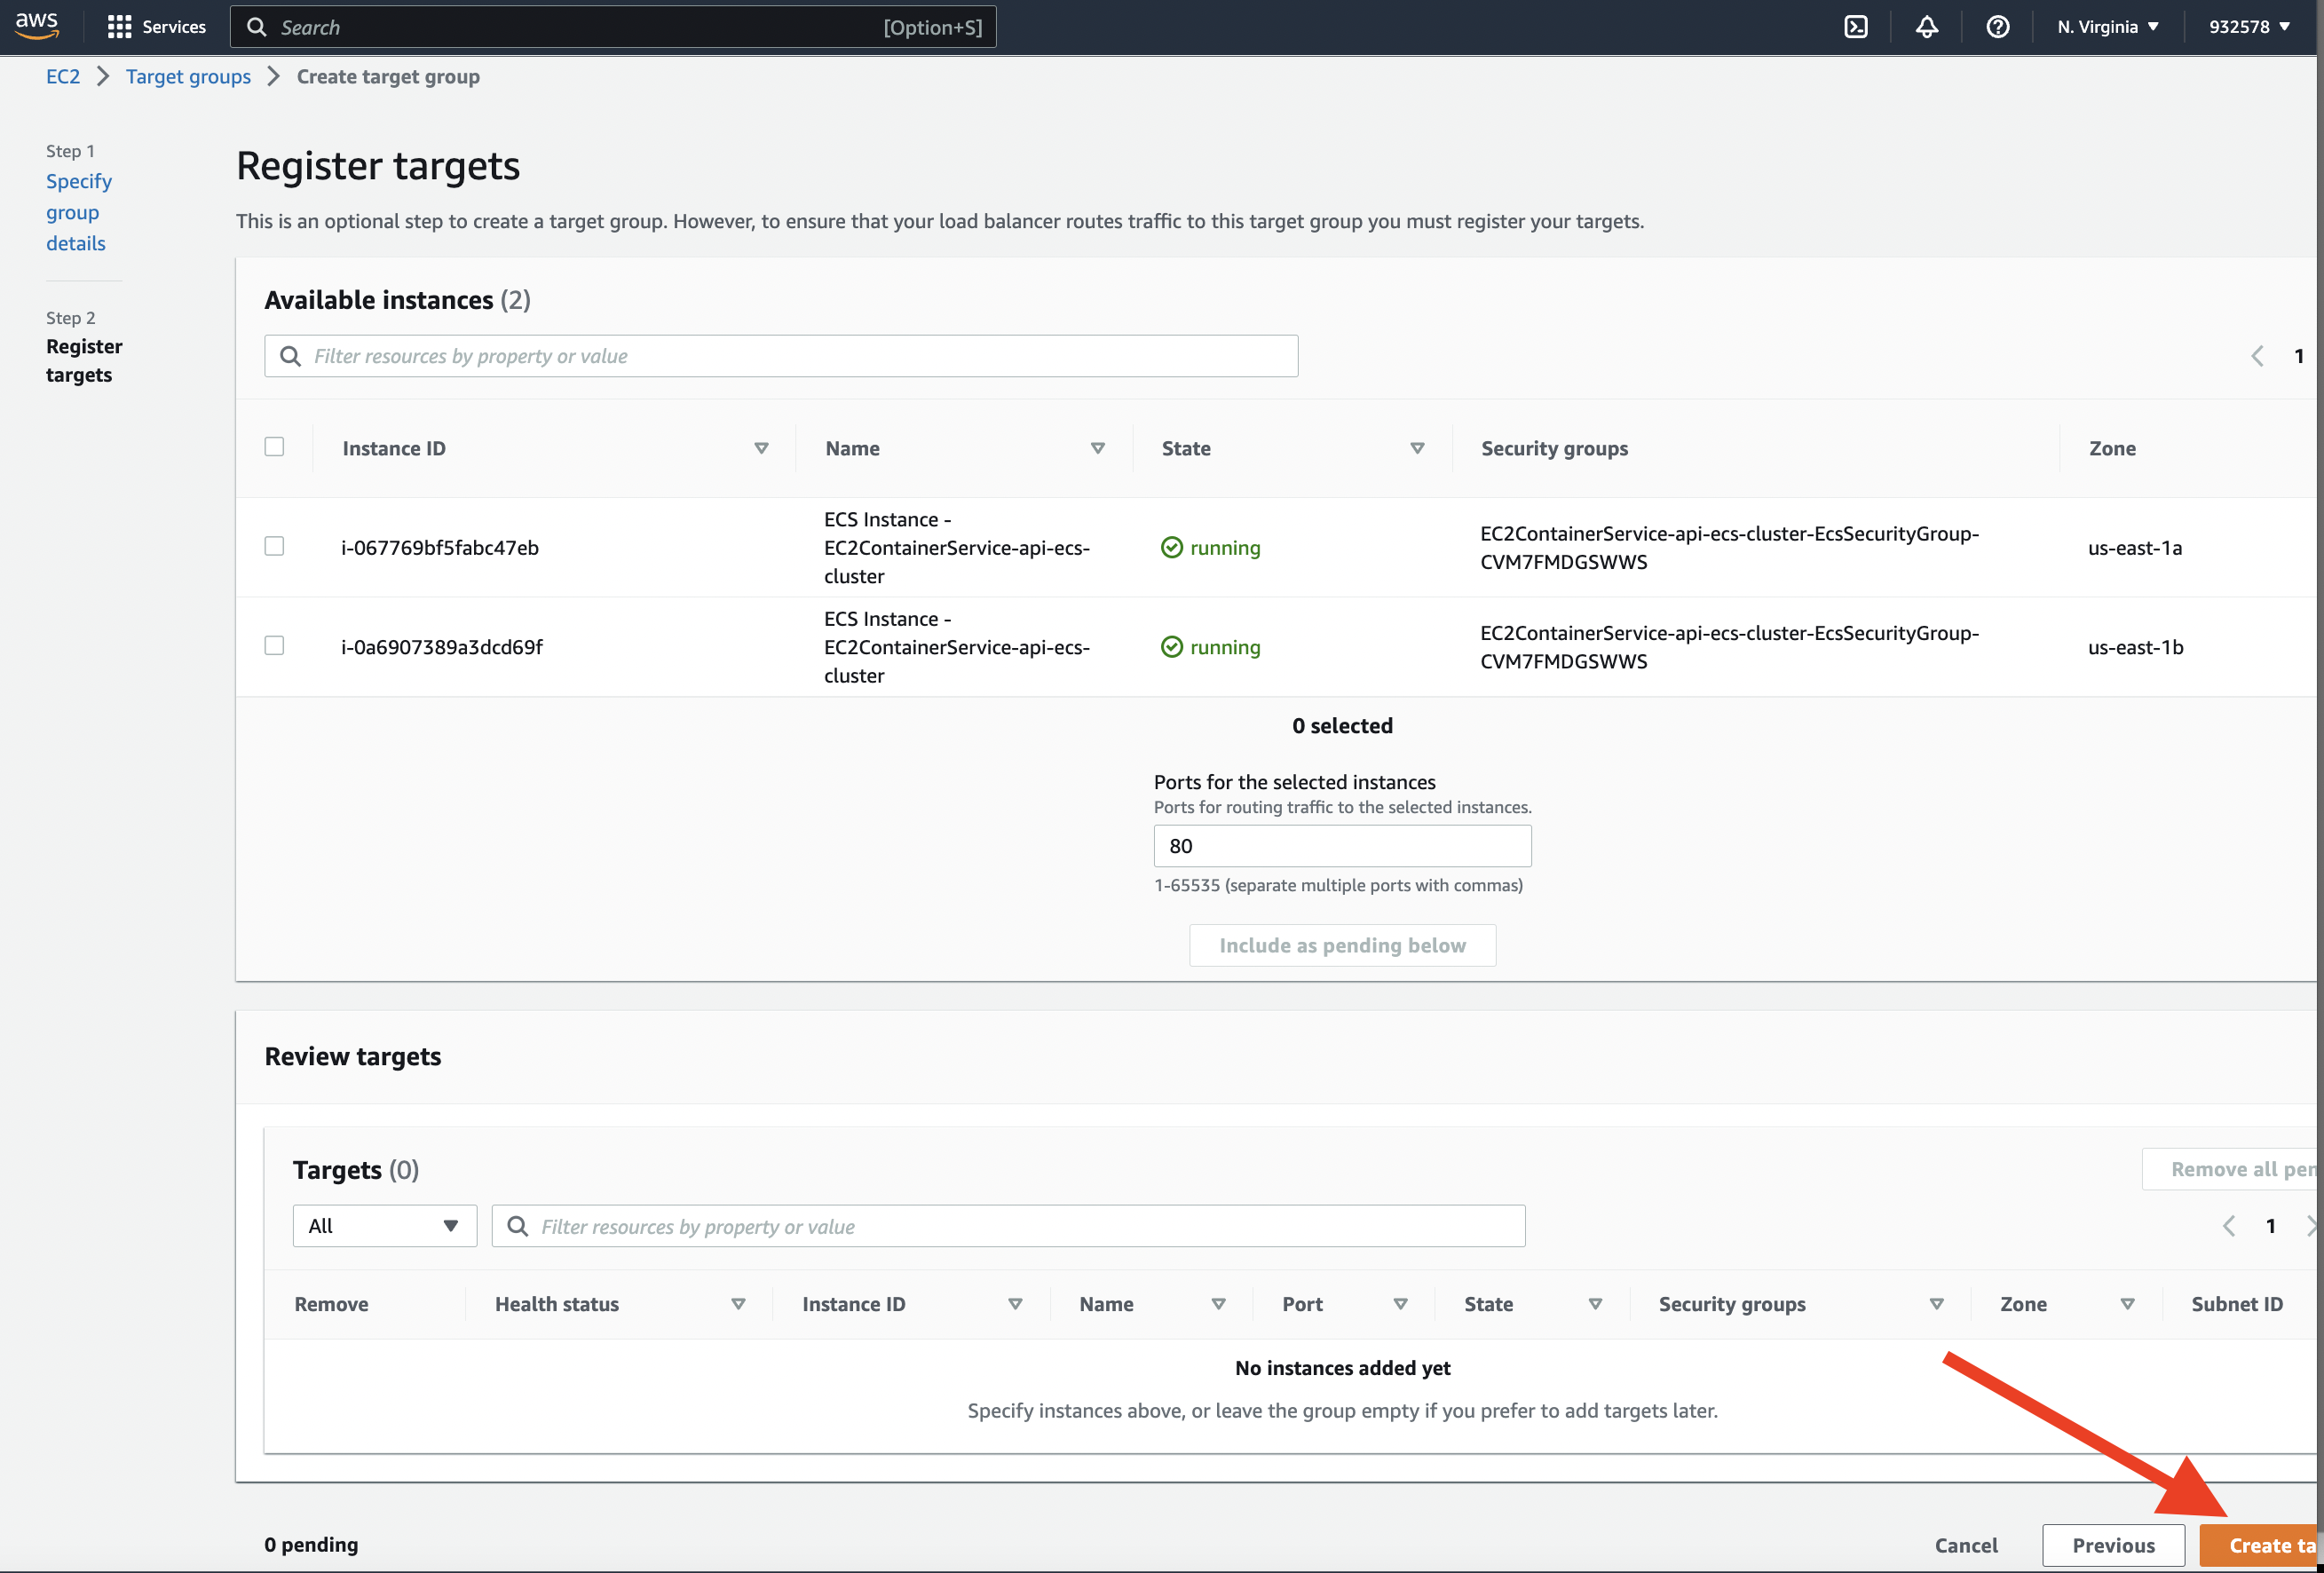 aws
Services
Search
[Option+S]
N. Virginia
932578
EC2
Target groups
Create target group
Step 1
Specify
group
details
Step 2
Register
targets
Register targets
This is an optional step to create a target group. However, to ensure that your load balancer routes traffic to this target group you must register your targets.
Available instances (2)
Filter resources by property or value
1
Instance ID
Name
State
Security groups
Zone
i-067769bf5fabc47eb
ECS Instance -
EC2ContainerService-api-ecs-
cluster
running
EC2ContainerService-api-ecs-cluster-EcsSecurityGroup-
CVM7FMDGSWWS
us-east-1a
i-0a6907389a3dcd69f
ECS Instance -
EC2ContainerService-api-ecs-
cluster
running
EC2ContainerService-api-ecs-cluster-EcsSecurityGroup-
CVM7FMDGSWWS
us-east-1b
0 selected
Ports for the selected instances
Ports for routing traffic to the selected instances.
80
1-65535 (separate multiple ports with commas)
Include as pending below
Review targets
Targets (0)
Remove all pen
All
Filter resources by property or value
1
Remove
Health status
Instance ID
Name
Port
State
Security groups
Zone
Subnet ID
No instances added yet
Specify instances above, or leave the group empty if you prefer to add targets later.
0 pending
Cancel
Previous
Create ta